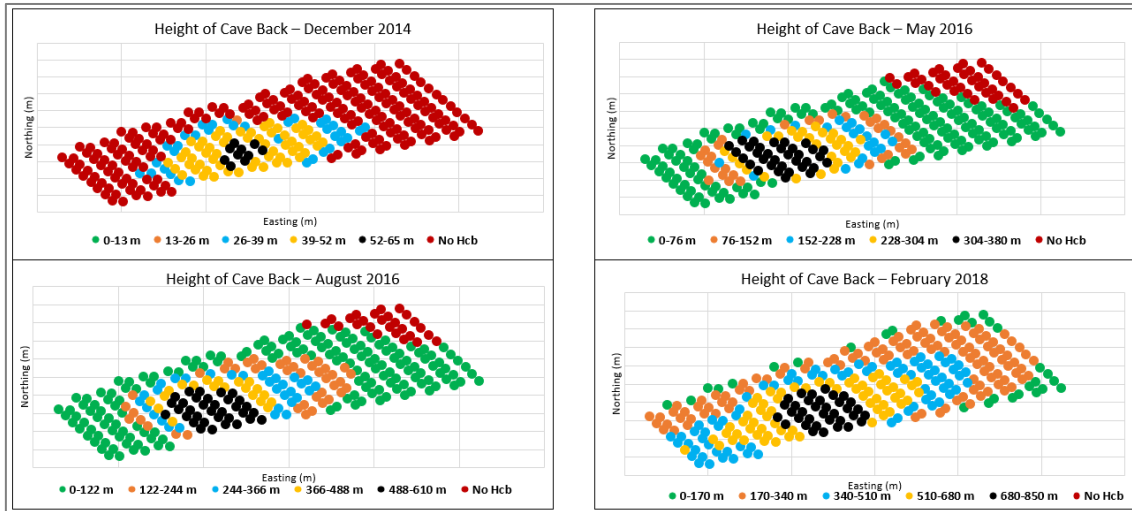 Height of Cave Back – December 2014
Northing (m)
Easting (m)
0-13 m 13-26 m 26-39 m 39-52 m 52-65 m No Hcb
Height of Cave Back – May 2016
Northing (m)
Easting (m)
0-76 m 76-152 m 152-228 m 228-304 m 304-380 m No Hcb
Height of Cave Back – August 2016
Northing (m)
Easting (m)
0-122 m 122-244 m 244-366 m 366-488 m 488-610 m No Hcb
Height of Cave Back – February 2018
Northing (m)
Easting (m)
0-170 m 170-340 m 340-510 m 510-680 m 680-850 m No Hcb